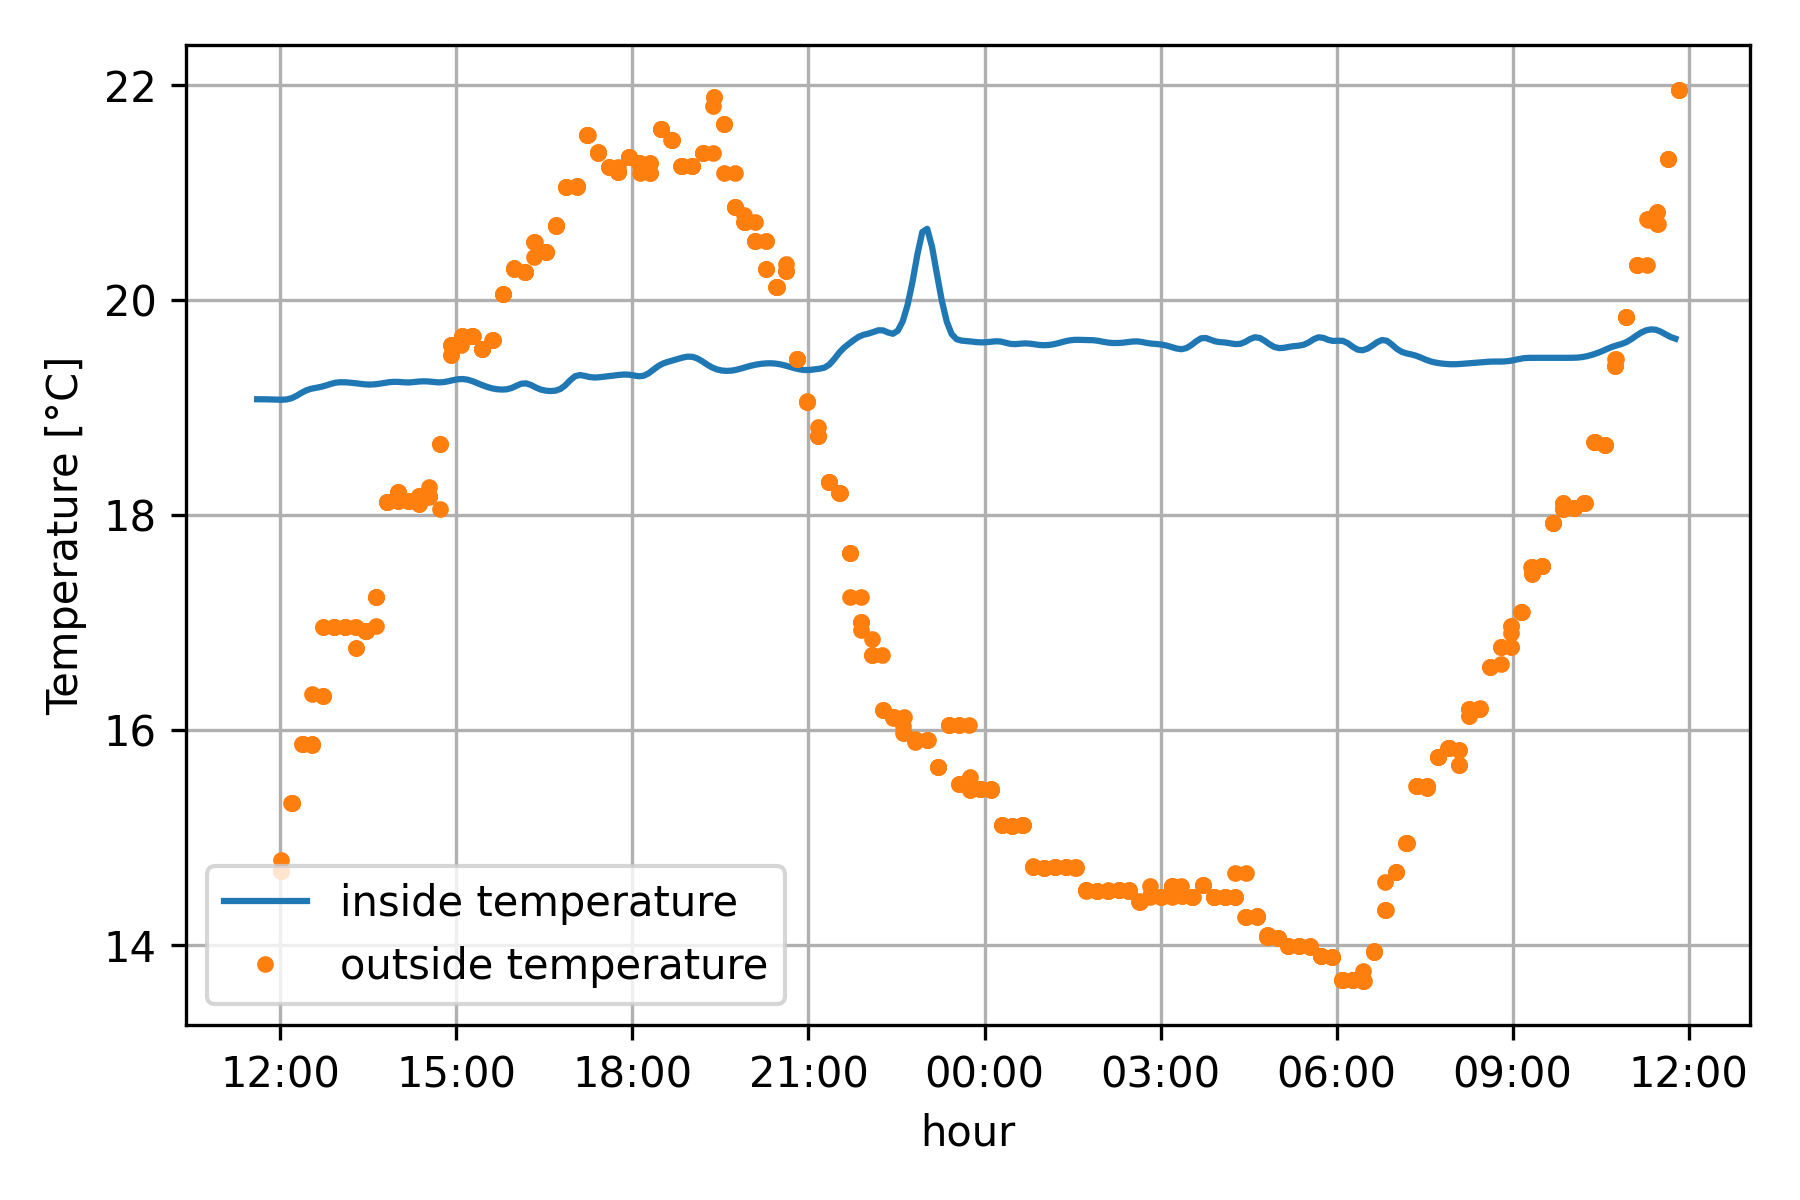 22
20
18
16
14
Temperature [°C]
inside temperature
outside temperature
12:00 15:00 18:00 21:00 00:00 03:00 06:00 09:00 12:00
hour